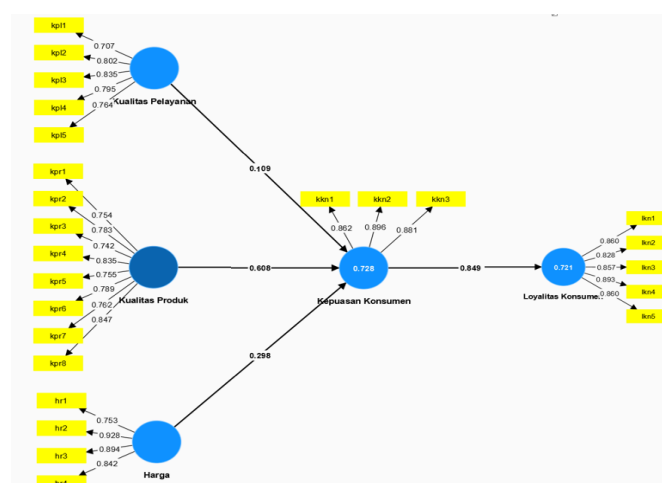 kpl1
0.707
kpl2
0.802
kpl3
0.835
kpl4
0.795
kpl5
0.764
Kualitas Pelayanan
0.109
kpr1
0.754
kpr2
0.783
kpr3
0.742
kpr4
0.835
kpr5
0.755
kpr6
0.789
kpr7
0.762
kpr8
0.847
Kualitas Produk
0.608
kkn1
kkn2
kkn3
0.862
0.896
0.881
0.728
Kepuasan Konsumen
0.849
0.721
Loyalitas Konsume...
lkn1
0.860
lkn2
0.828
lkn3
0.857
lkn4
0.893
lkn5
0.860
0.298
hr1
0.753
hr2
0.928
hr3
0.894
0.842
Harga